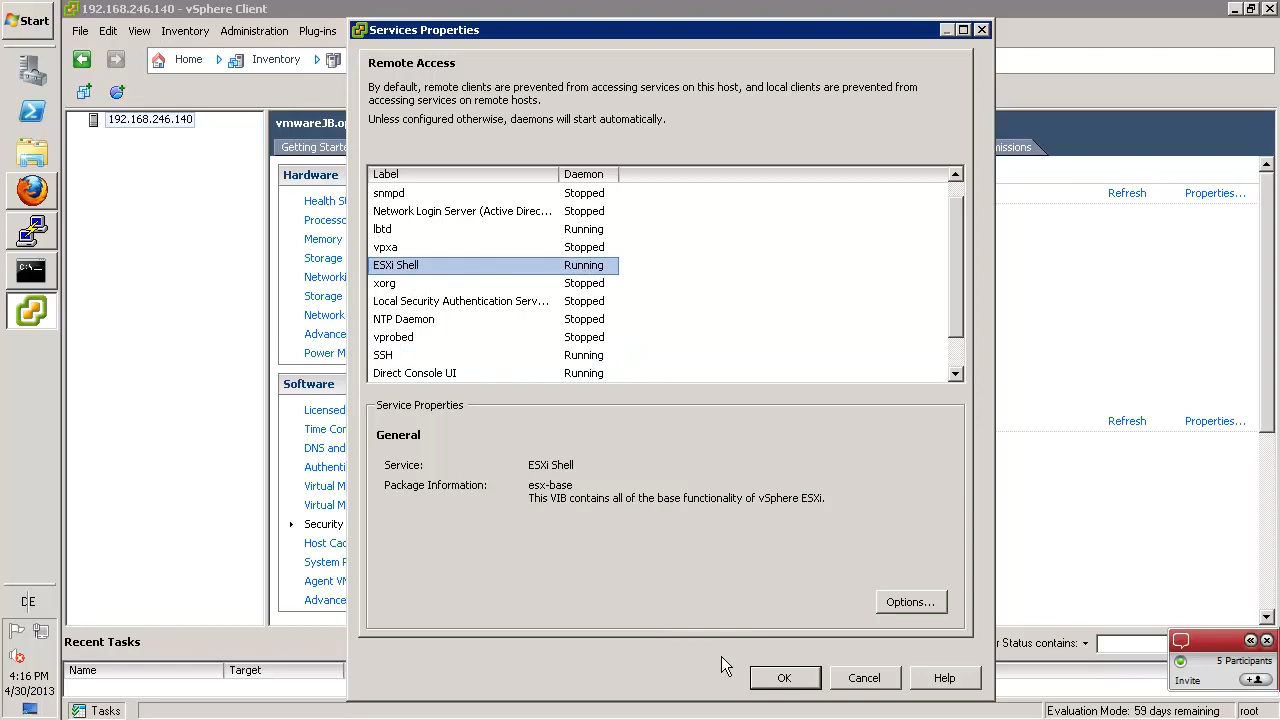 Start
192.168.246.140 - vSphere Client
File Edit View Inventory Admin Plug-ins
Home Inventory
192.168.246.140
vmwareJB.op
Getting Starte
missions
Hardware
Health S
Processo
Memory
Storage
Networki
Storage
Network
Advance
Power M
Software
Licensed
Time Con
DNS and
Authenti
Virtual M
Virtual M
Security
Host Cac
System R
Agent VM
Advance
Refresh Properties...
Refresh Properties...
Services Properties
Remote Access
By default, remote clients are prevented from accessing services on this host, and local clients are prevented from
accessing services on remote hosts.
Unless configured otherwise, daemons will start automatically.
Label Daemon
snmpd Stopped
Network Login Server (Active Direc... Stopped
lbtd Running
vpxa Stopped
ESXi Shell Running
xorg Stopped
Local Security Authentication Serv... Stopped
NTP Daemon Stopped
vprobed Stopped
SSH Running
Direct Console UI Running
Service Properties
General
Service: ESXi Shell
Package Information: esx-base
This VIB contains all of the base functionality of vSphere ESXi.
Options...
OK Cancel Help
Recent Tasks
r Status contains:
Name Target
Tasks
Evaluation Mode: 59 days remaining root
5 Participants
Invite
C:\
DE
4:16 PM
4/30/2013